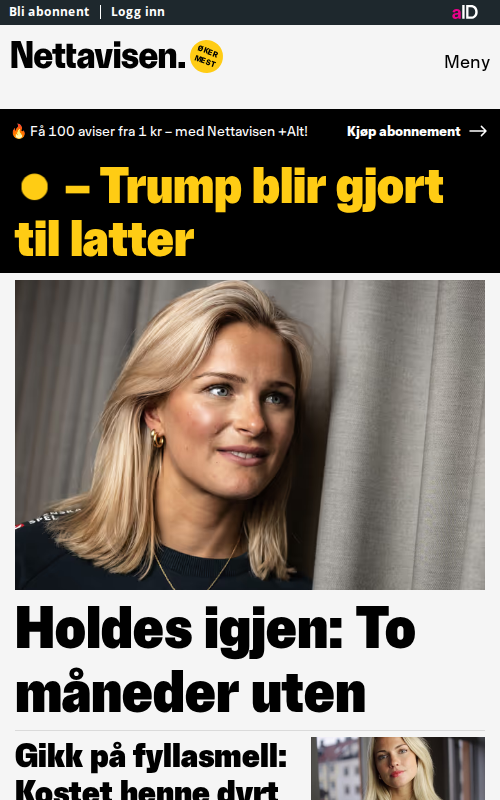 Bli abonnent
Logg inn
aID
Nettavisen.
ØKER
MEST
Meny
🔥 Få 100 aviser fra 1 kr – med Nettavisen +Alt!
Kjøp abonnement →
– Trump blir gjort
til latter
Holdes igjen: To
måneder uten
Gikk på fyllasmell:
Kostet henne dyrt